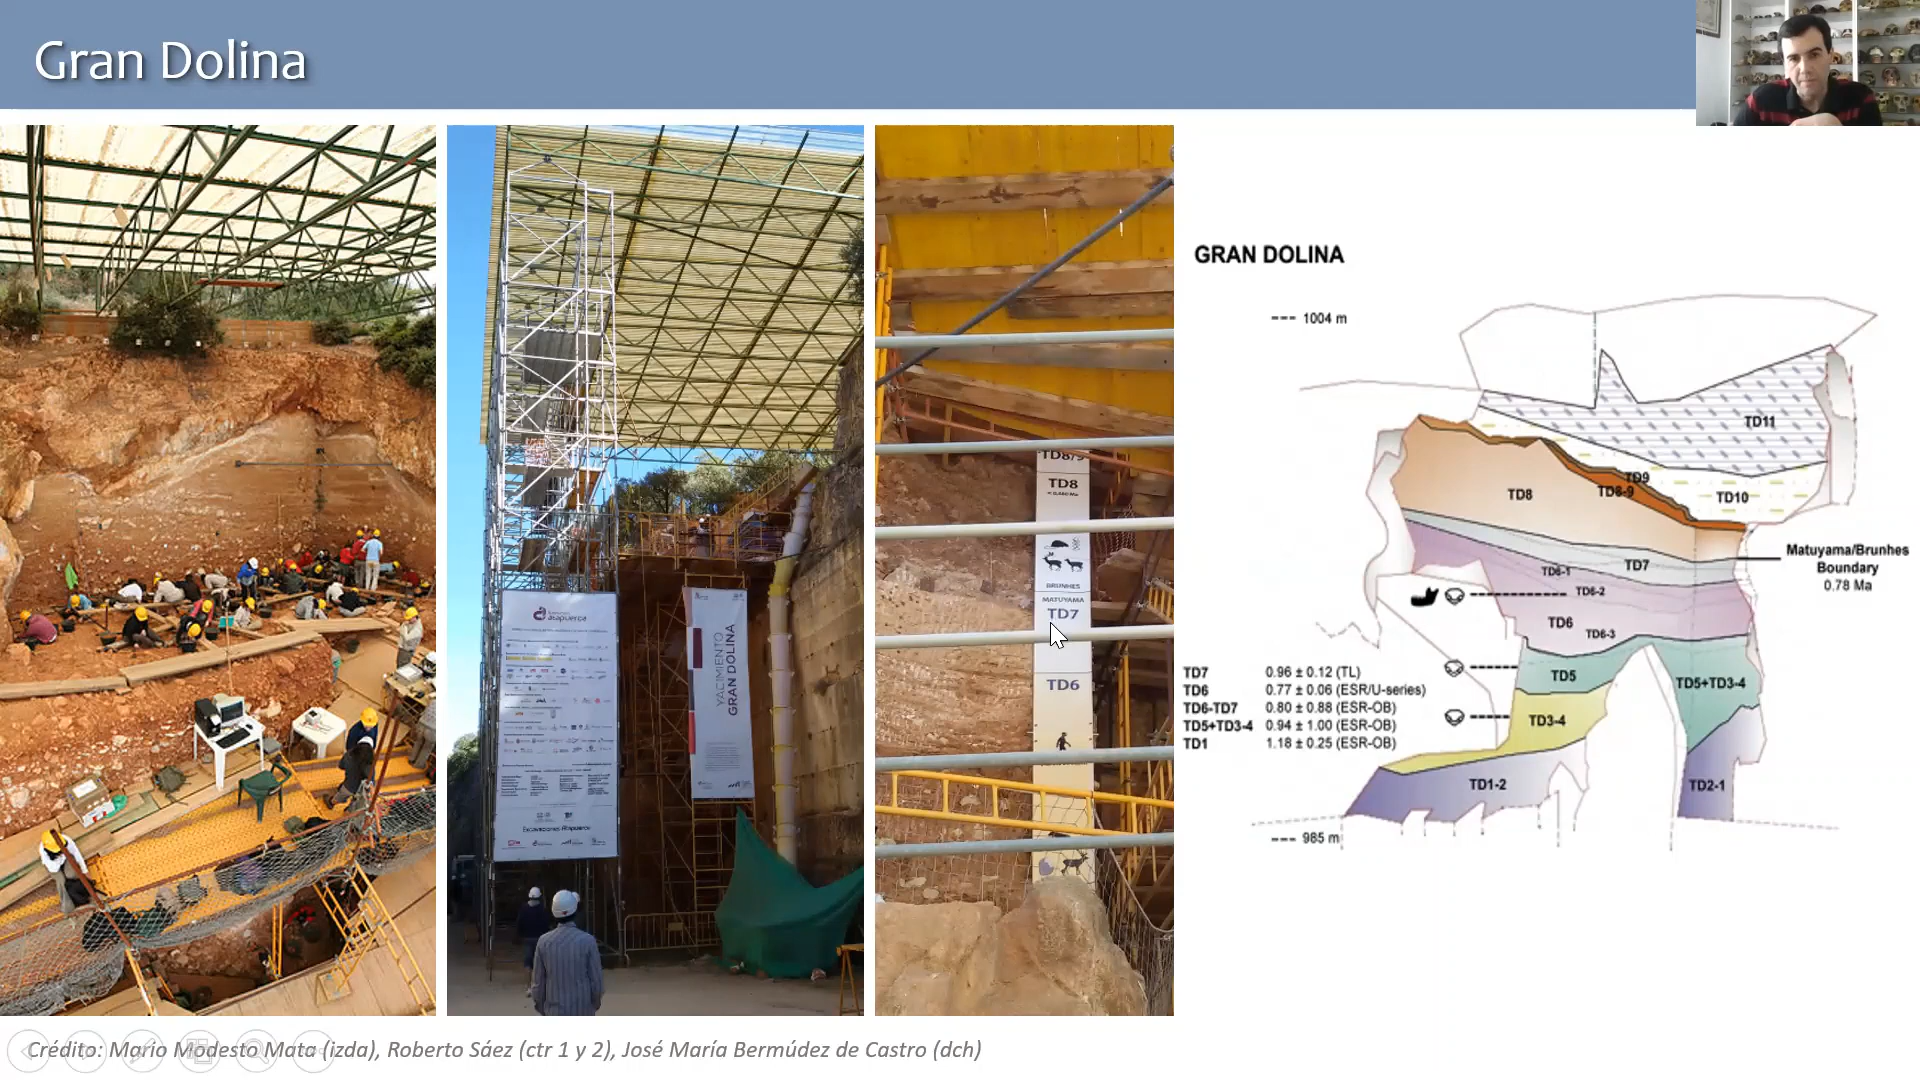 Gran Dolina
atapuerca
YACIMIENTO
GRAN DOLINA
Excavaciones Atapuerca
TD8/9
TD8
BRUNHES
MATUYAMA
TD7
TD6
GRAN DOLINA
1004 m
TD11
TD9
TD8-9
TD8
TD10
Matuyama/Brunhes
Boundary
0.78 Ma
TD7
TD6-1
TD6-2
TD6
TD6-3
TD5
TD5+TD3-4
TD3-4
TD1-2
TD2-1
TD7 0.96 ± 0.12 (TL)
TD6 0.77 ± 0.06 (ESR/U-series)
TD6-TD7 0.80 ± 0.88 (ESR-OB)
TD5+TD3-4 0.94 ± 1.00 (ESR-OB)
TD1 1.18 ± 0.25 (ESR-OB)
985 m
Crédito: Mario Modesto Mata (izda), Roberto Sáez (ctr 1 y 2), José María Bermúdez de Castro (dch)